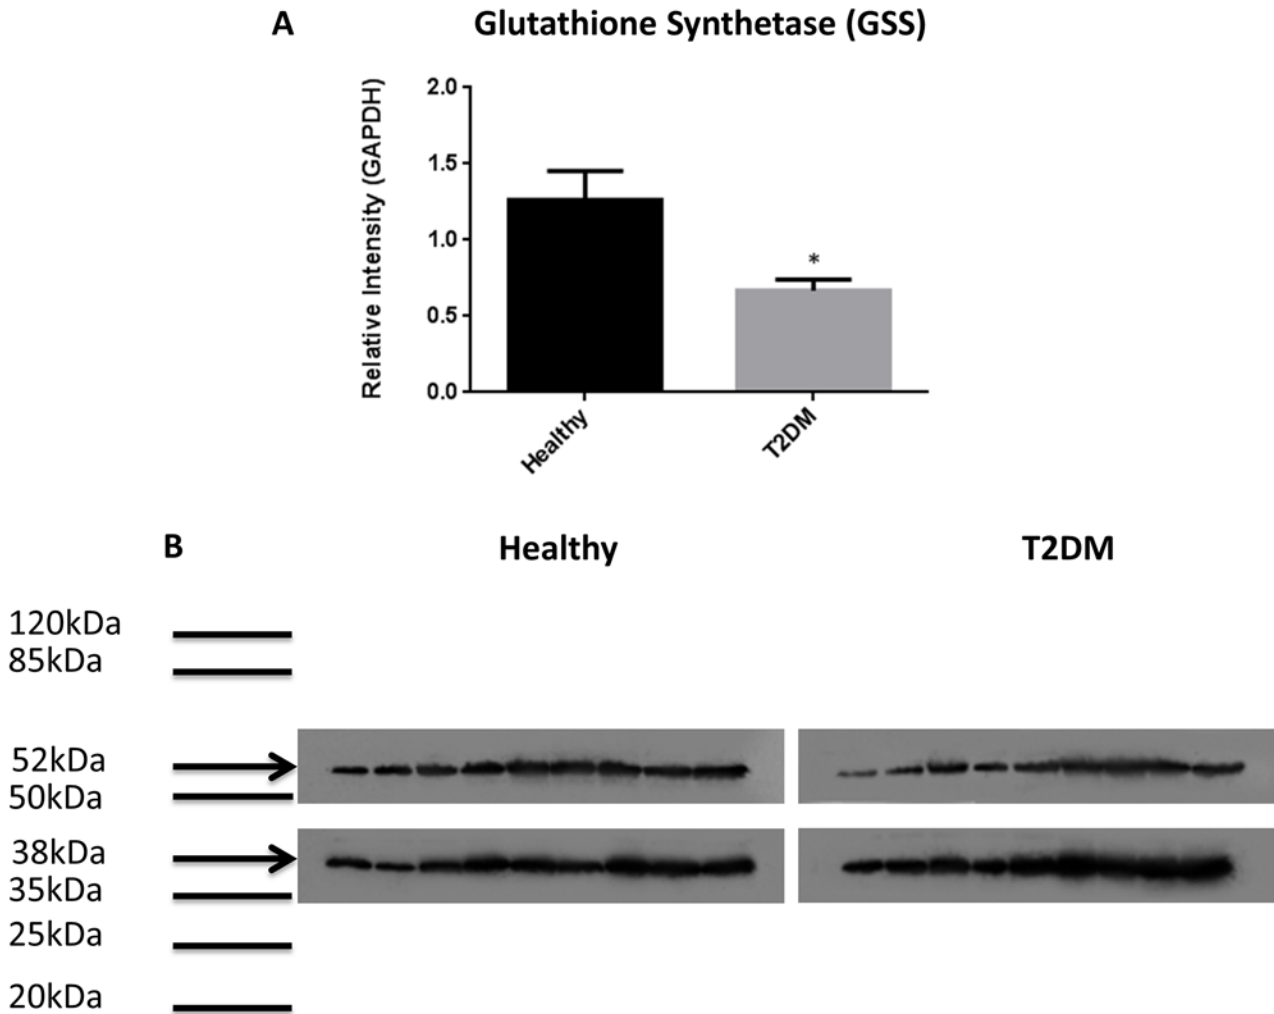 A
Glutathione Synthetase (GSS)
Relative Intensity (GAPDH)
2.0
1.5
1.0
*
0.5
0.0
Healthy
T2DM
B
Healthy
T2DM
120kDa
85kDa
52kDa
50kDa
38kDa
35kDa
25kDa
20kDa